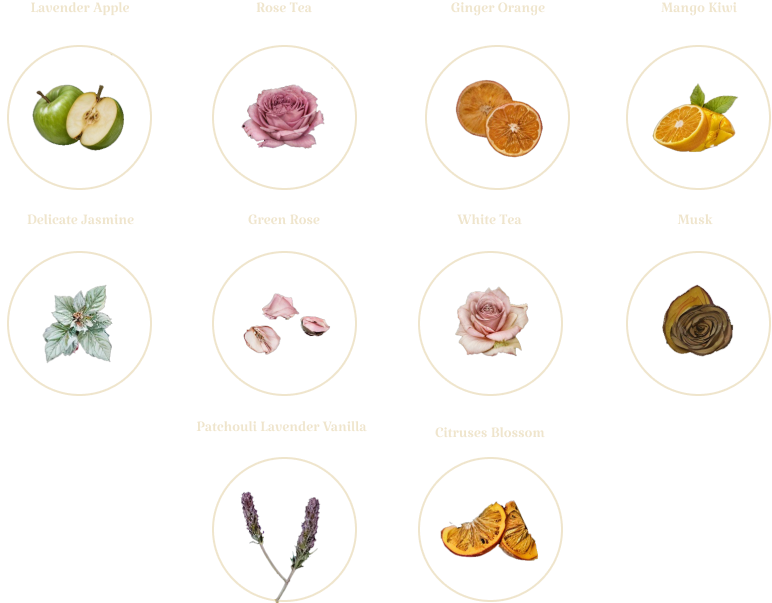 Lavender Apple
Rose Tea
Ginger Orange
Mango Kiwi
Delicate Jasmine
Green Rose
White Tea
Musk
Patchouli Lavender Vanilla
Citruses Blossom